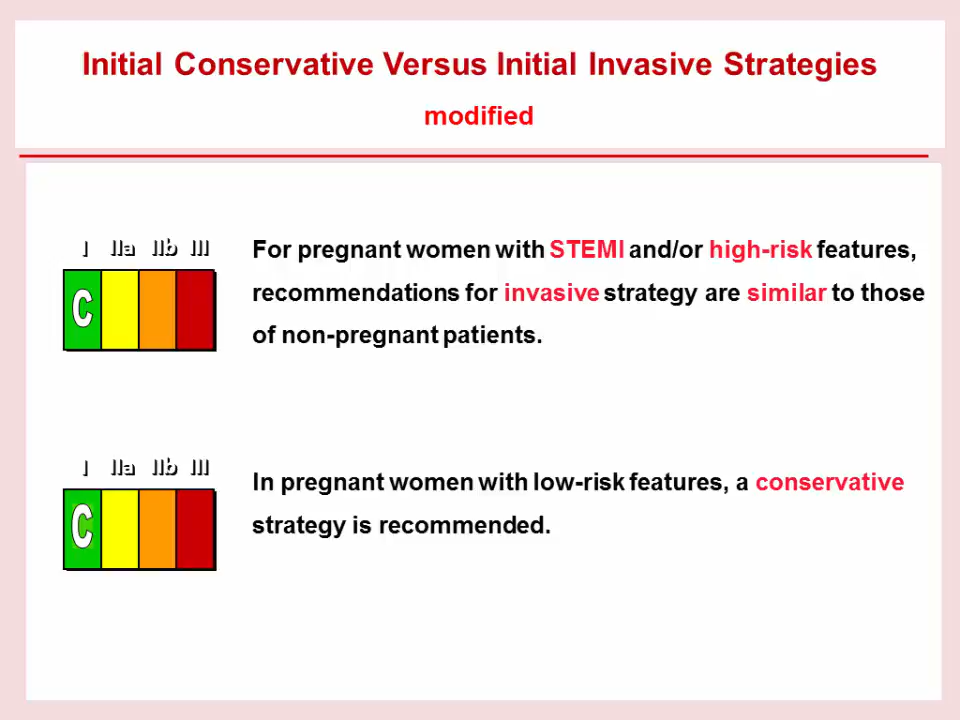 Initial Conservative Versus Initial Invasive Strategies
modified
I IIa IIb III
C
For pregnant women with STEMI and/or high-risk features,
recommendations for invasive strategy are similar to those
of non-pregnant patients.
I IIa IIb III
C
In pregnant women with low-risk features, a conservative
strategy is recommended.